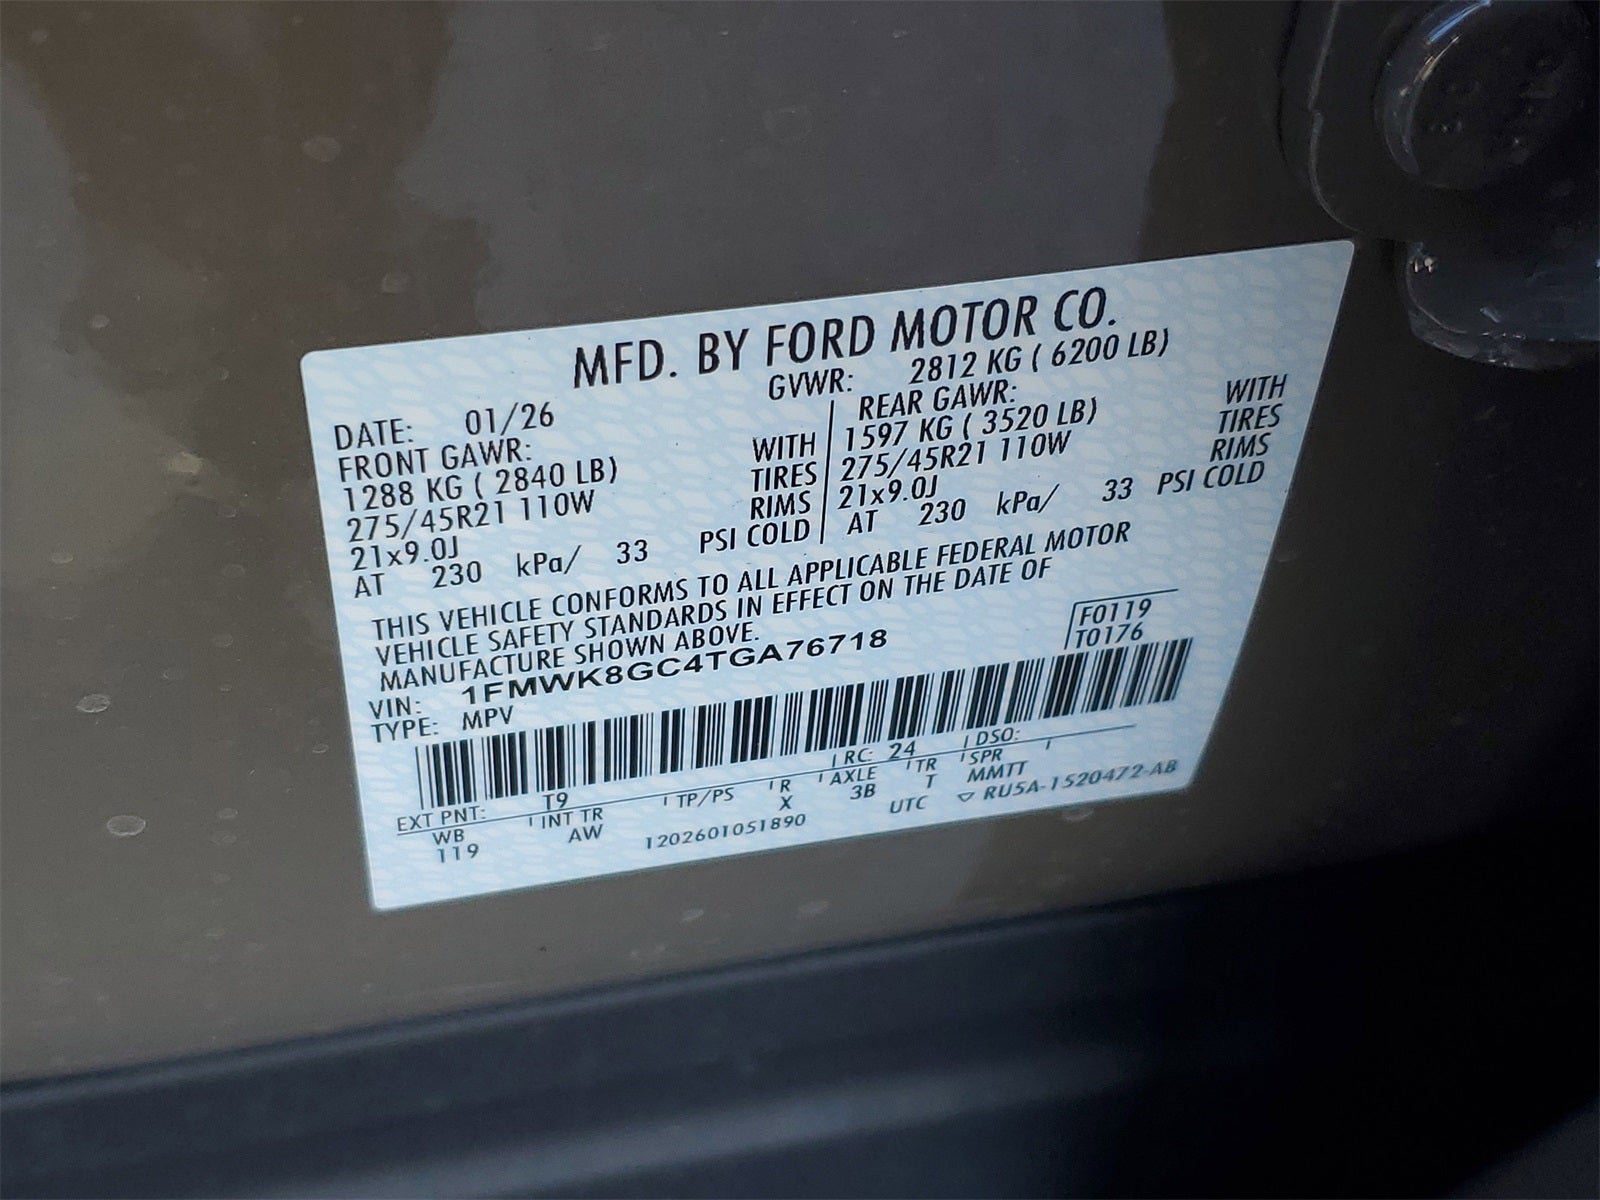 MFD. BY FORD MOTOR CO.
DATE: 01/26 GVWR: 2812 KG ( 6200 LB)
FRONT GAWR: REAR GAWR:
1288 KG ( 2840 LB) WITH 1597 KG ( 3520 LB) WITH
275/45R21 110W TIRES 275/45R21 110W TIRES
21x9.0J RIMS 21x9.0J RIMS
AT 230 kPa/ 33 PSI COLD AT 230 kPa/ 33 PSI COLD
THIS VEHICLE CONFORMS TO ALL APPLICABLE FEDERAL MOTOR
VEHICLE SAFETY STANDARDS IN EFFECT ON THE DATE OF
MANUFACTURE SHOWN ABOVE.
F0119
VIN: 1FMWK8GC4TGA76718 T0176
TYPE: MPV
EXT PNT: T9 RC: 24 DSO:
WB INT TR TP/PS R AXLE TR SPR
119 AW X 3B T MMTT
1202601051890 UTC ▽ RU5A-1520472-AB